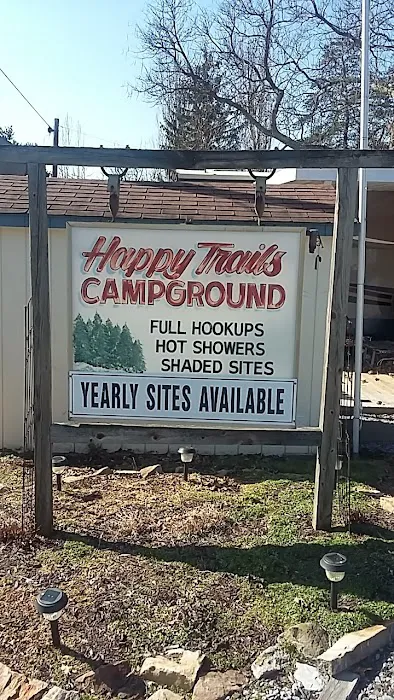 Happy Trails
CAMPGROUND
FULL HOOKUPS
HOT SHOWERS
SHADED SITES
YEARLY SITES AVAILABLE